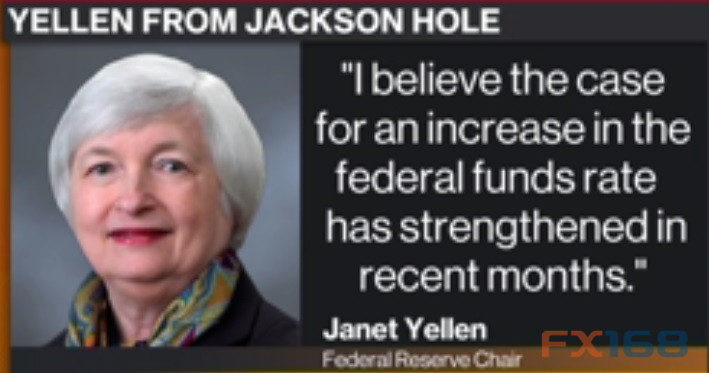 YELLEN FROM JACKSON HOLE
"I believe the case
for an increase in the
federal funds rate
has strengthened in
recent months."
Janet Yellen
Federal Reserve Chair
FX168